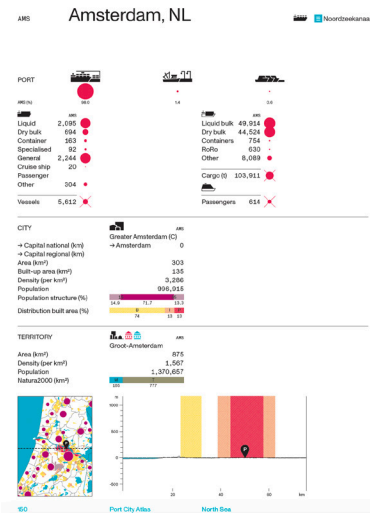 AMS Amsterdam, NL Noordzeekanaal
PORT
AMS (%) 98.0 1.4 0.6
AMS AMS
Liquid 2,095 Liquid bulk 49,914
Dry bulk 694 Dry bulk 44,524
Container 163 Containers 754
Specialised 92 RoRo 630
General 2,244 Other 8,089
Cruise ship 20
Passenger Cargo (t) 103,911
Other 304
Vessels 5,612 Passengers 614
CITY AMS
Greater Amsterdam (C)
→ Capital national (km) → Amsterdam 0
→ Capital regional (km)
Area (km²) 303
Built-up area (km²) 135
Density (per km²) 3,286
Population 996,915
Population structure (%)
14.9 71.7 13.3
Distribution built area (%)
74 13 13
TERRITORY AMS
Groot-Amsterdam
Area (km²) 875
Density (per km²) 1,567
Population 1,370,657
Natura2000 (km²)
777
m
1000
500
0
-500
20 40 60 km
P
P
150 Port City Atlas North Sea